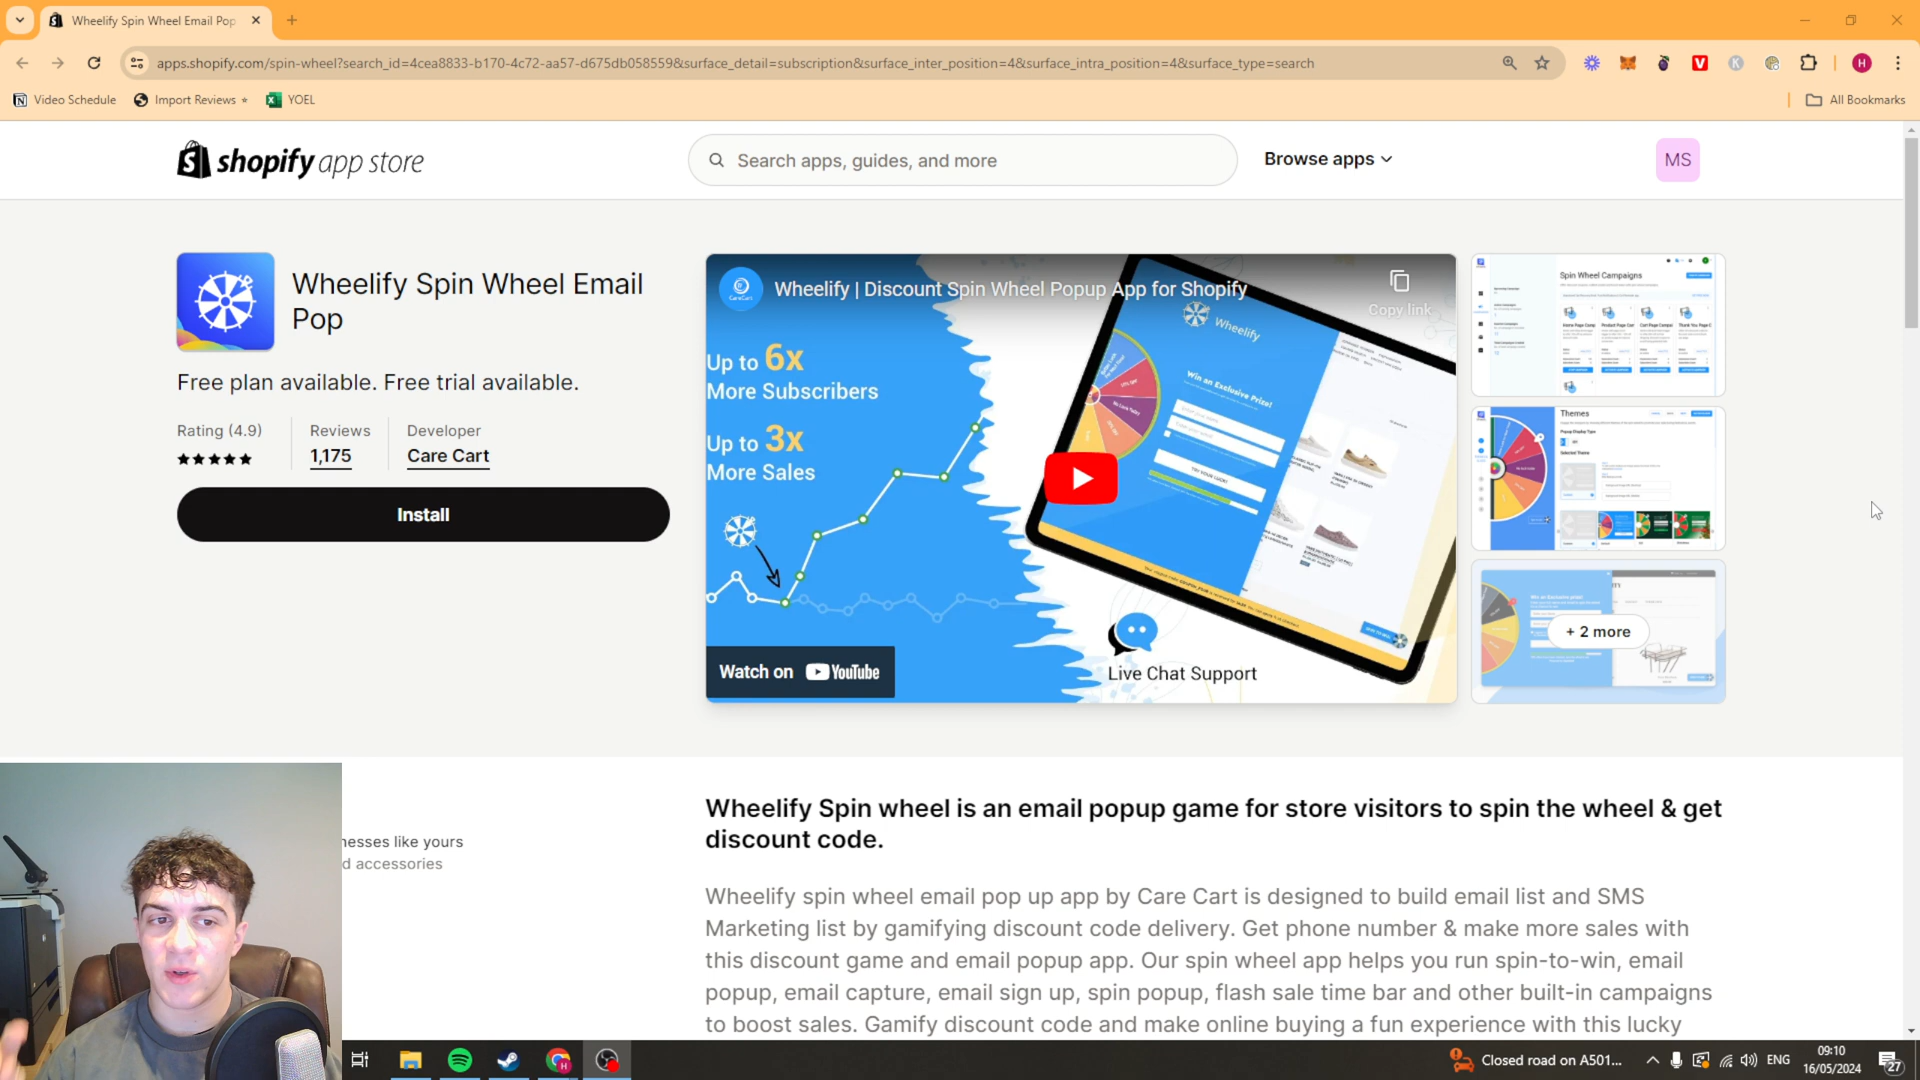 Wheelify Spin Wheel Email Pop
apps.shopify.com/spin-wheel?search_id=4cea8833-b170-4c72-aa57-d675db058559&surface_detail=subscription&surface_inter_position=4&surface_intra_position=4&surface_type=search
H
Video Schedule
Import Reviews
YOEL
All Bookmarks
shopify app store
Search apps, guides, and more
Browse apps
MS
Wheelify Spin Wheel Email
Pop
Free plan available. Free trial available.
Rating (4.9)
Reviews
Developer
1,175
Care Cart
Install
Wheelify | Discount Spin Wheel Popup App for Shopify
Copy link
Up to 6x
More Subscribers
Up to 3x
More Sales
Wheelify
Win an Exclusive Prize!
TRY YOUR LUCK!
Live Chat Support
Watch on YouTube
Spin Wheel Campaigns
Themes
+ 2 more
Wheelify Spin wheel is an email popup game for store visitors to spin the wheel & get
discount code.
nesses like yours
d accessories
Wheelify spin wheel email pop up app by Care Cart is designed to build email list and SMS
Marketing list by gamifying discount code delivery. Get phone number & make more sales with
this discount game and email popup app. Our spin wheel app helps you run spin-to-win, email
popup, email capture, email sign up, spin popup, flash sale time bar and other built-in campaigns
to boost sales. Gamify discount code and make online buying a fun experience with this lucky
Closed road on A501...
ENG
09:10
16/05/2024
27